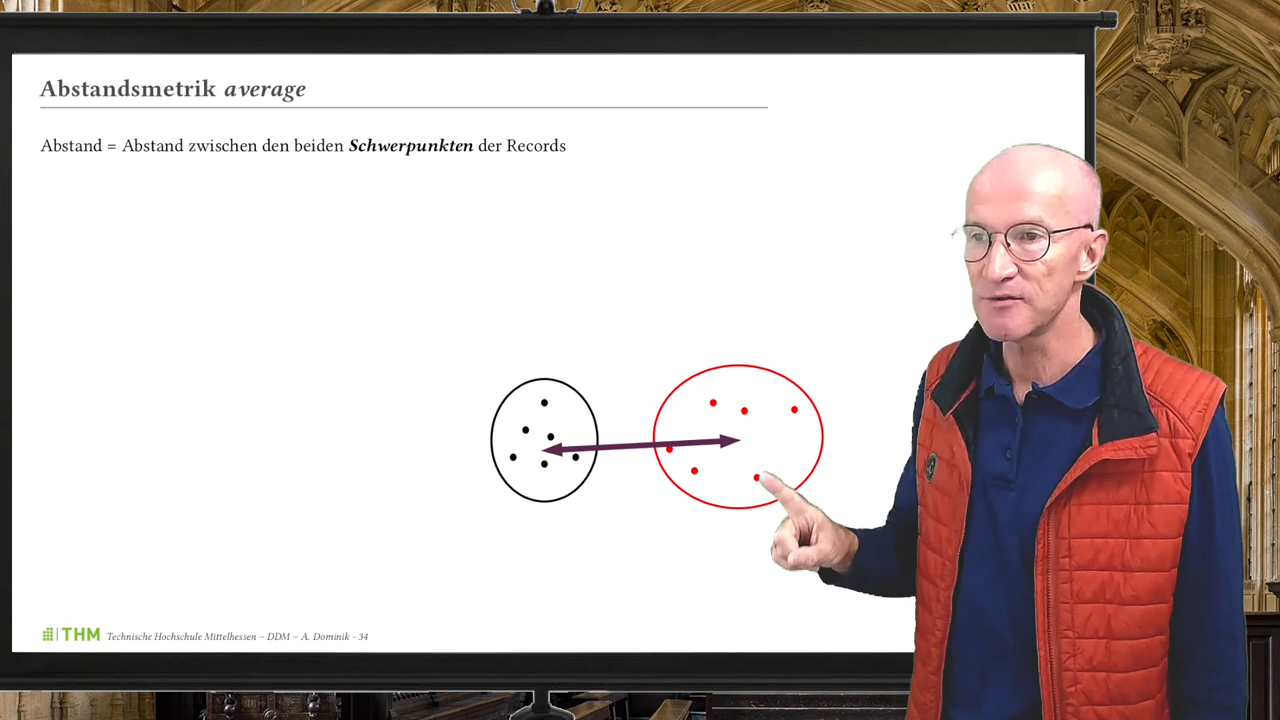 Abstandsmetrik average
Abstand = Abstand zwischen den beiden Schwerpunkten der Records
THM Technische Hochschule Mittelhessen – DDM – A. Dominik - 34